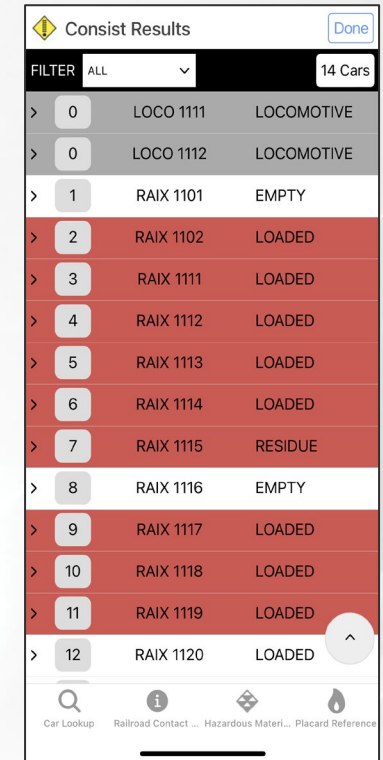 Consist Results Done
FILTER ALL 14 Cars
0 LOCO 1111 LOCOMOTIVE
0 LOCO 1112 LOCOMOTIVE
1 RAIX 1101 EMPTY
2 RAIX 1102 LOADED
3 RAIX 1111 LOADED
4 RAIX 1112 LOADED
5 RAIX 1113 LOADED
6 RAIX 1114 LOADED
7 RAIX 1115 RESIDUE
8 RAIX 1116 EMPTY
9 RAIX 1117 LOADED
10 RAIX 1118 LOADED
11 RAIX 1119 LOADED
12 RAIX 1120 LOADED
Car Lookup Railroad Contact ... Hazardous Materi... Placard Reference